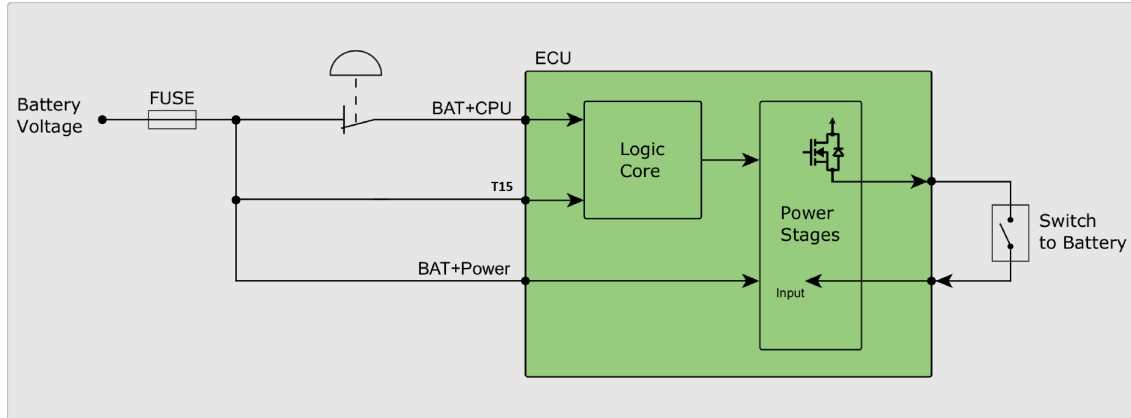 ECU
FUSE
Battery
Voltage
BAT+CPU
Logic
Core
T15
Power
Stages
Switch
to Battery
BAT+Power
Input